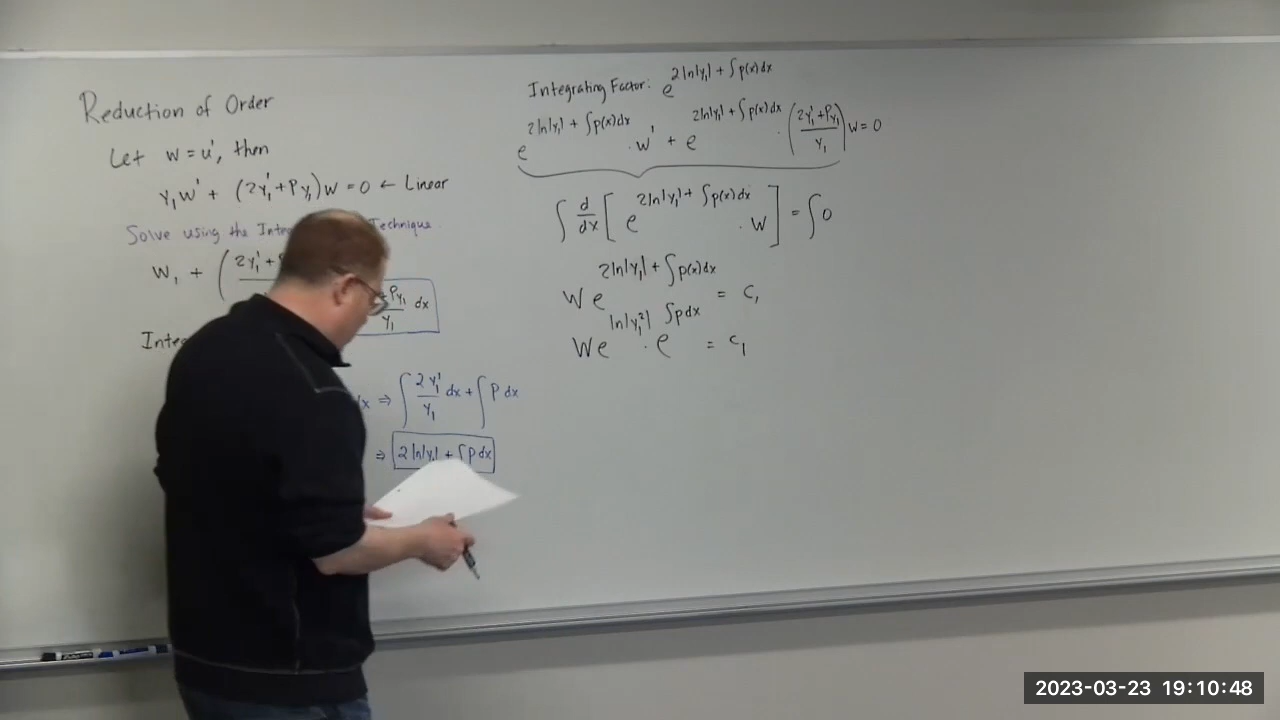 Reduction of Order
Let w = u', then
y₁w' + (2y₁' + Py₁)w = 0 ← Linear
Solve using the Technique.
W₁ + (2y₁' +
Py₁/y₁ dx
dx ⇒ ∫ 2y₁'/y₁ dx + ∫ P dx
⇒ 2 ln|y₁| + ∫ p dx
Integrating Factor: e^(2ln|y₁| + ∫p(x)dx)
e^(2ln|y₁| + ∫p(x)dx) · w' + e^(2ln|y₁| + ∫p(x)dx) · (2y₁' + Py₁/y₁) w = 0
∫ d/dx [e^(2ln|y₁| + ∫p(x)dx) · w] = ∫0
We^(2ln|y₁| + ∫p(x)dx) = c₁
We^(ln|y₁²|) · e^(∫pdx) = c₁
2023-03-23 19:10:48